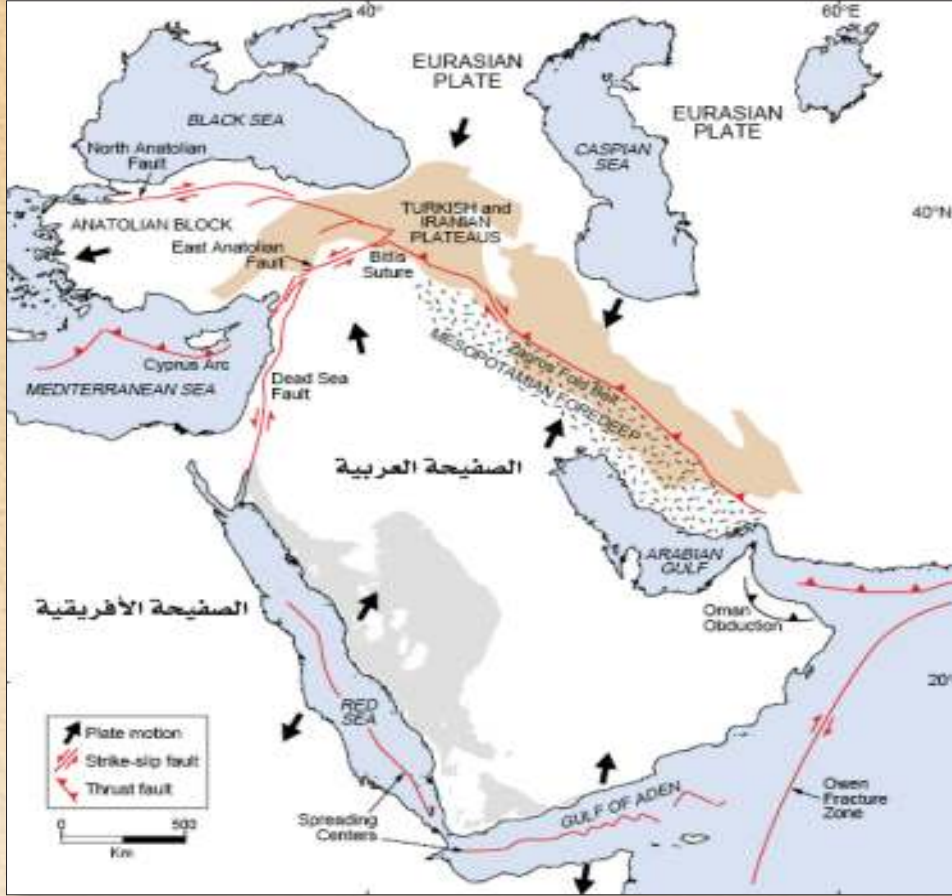 40°
60°E
EURASIAN
PLATE
EURASIAN
PLATE
BLACK SEA
CASPIAN
SEA
North Anatolian
Fault
40°N
ANATOLIAN BLOCK
TURKISH and
IRANIAN
PLATEAUS
East Anatolian
Fault
Bitlis
Suture
Zagros Fold Belt
MESOPOTAMIAN FOREDEEP
Cyprus Arc
MEDITERRANEAN SEA
Dead Sea
Fault
الصفيحة العربية
ARABIAN
GULF
الصفيحة الأفريقية
Oman
Obduction
20°
RED
SEA
Plate motion
Strike-slip fault
Thrust fault
0 500
Km
Spreading
Centers
GULF OF ADEN
Owen
Fracture
Zone